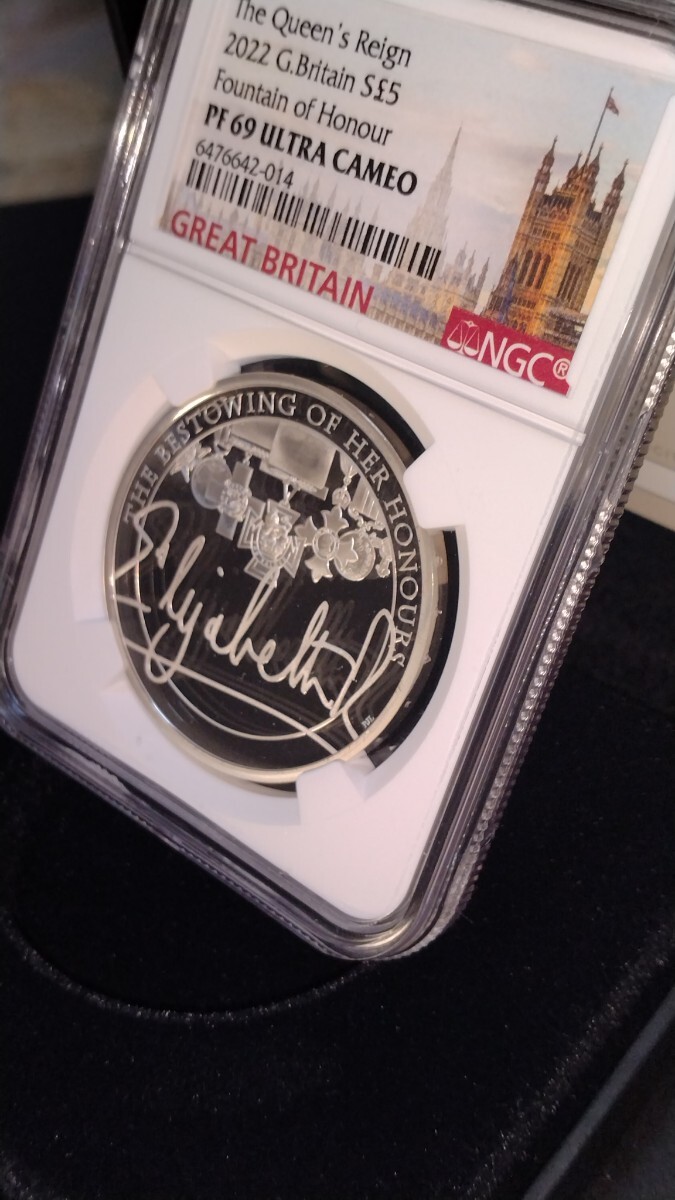 The Queen's Reign
2022 G.Britain S£5
Fountain of Honour
PF 69 ULTRA CAMEO
6476642-014
GREAT BRITAIN
NGC®
THE BESTOWING OF HER HONOURS
Elizabeth R